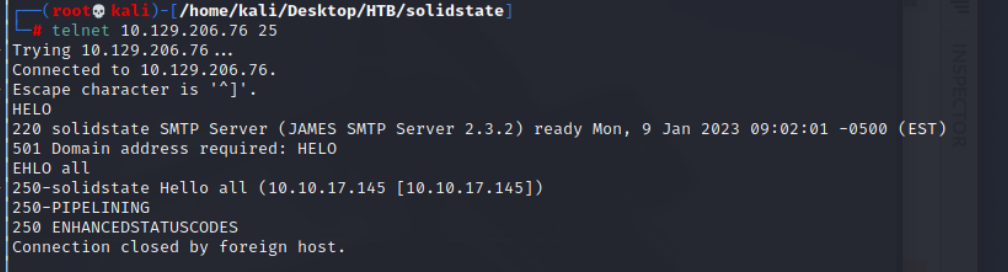 (root💀kali)-[/home/kali/Desktop/HTB/solidstate]
# telnet 10.129.206.76 25
Trying 10.129.206.76...
Connected to 10.129.206.76.
Escape character is '^]'.
HELO
220 solidstate SMTP Server (JAMES SMTP Server 2.3.2) ready Mon, 9 Jan 2023 09:02:01 -0500 (EST)
501 Domain address required: HELO
EHLO all
250-solidstate Hello all (10.10.17.145 [10.10.17.145])
250-PIPELINING
250 ENHANCEDSTATUSCODES
Connection closed by foreign host.
INSPECTOR